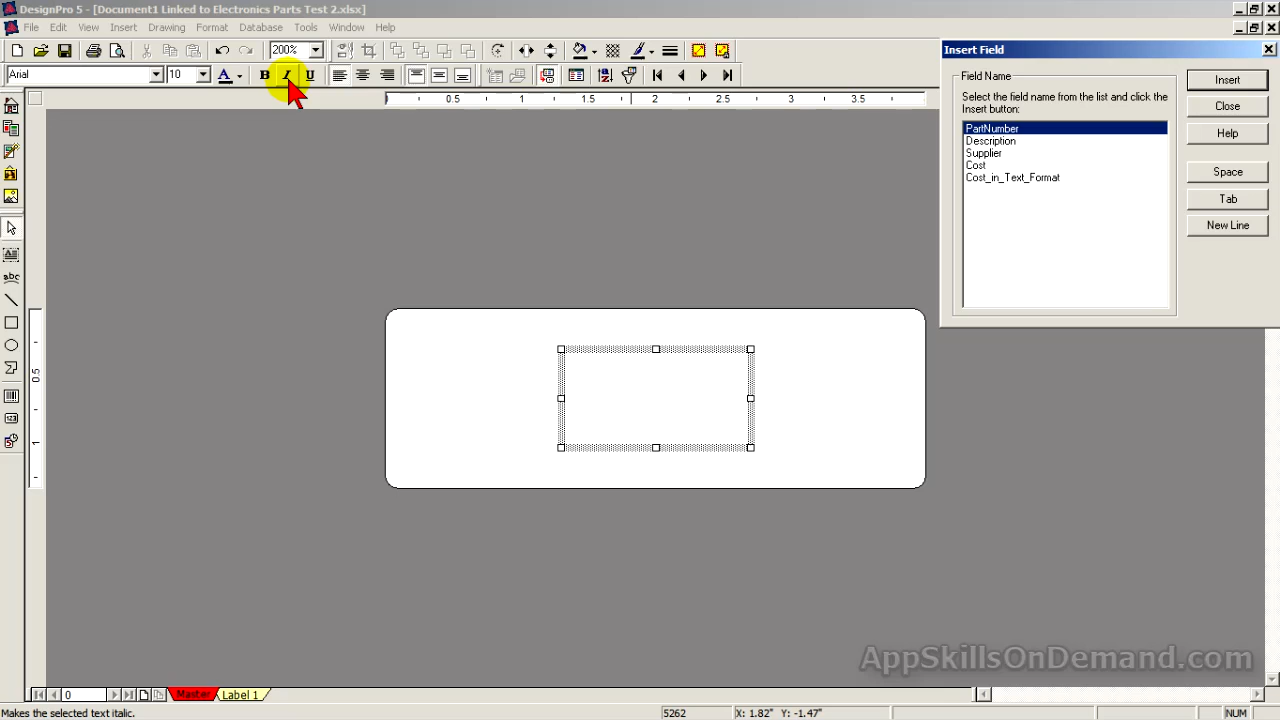 DesignPro 5 - [Document1 Linked to Electronics Parts Test 2.xlsx]
File Edit View Insert Drawing Format Database Tools Window Help
200%
Arial 10 A B I U
0.5 1 1.5 2 2.5 3 3.5
abc
0.5
1
123
Insert Field
Field Name
Select the field name from the list and click the
Insert button:
PartNumber
Description
Supplier
Cost
Cost_in_Text_Format
Insert
Close
Help
Space
Tab
New Line
AppSkillsOnDemand.com
0 Master Label 1
Makes the selected text italic. 5262 X: 1.82" Y: -1.47" NUM